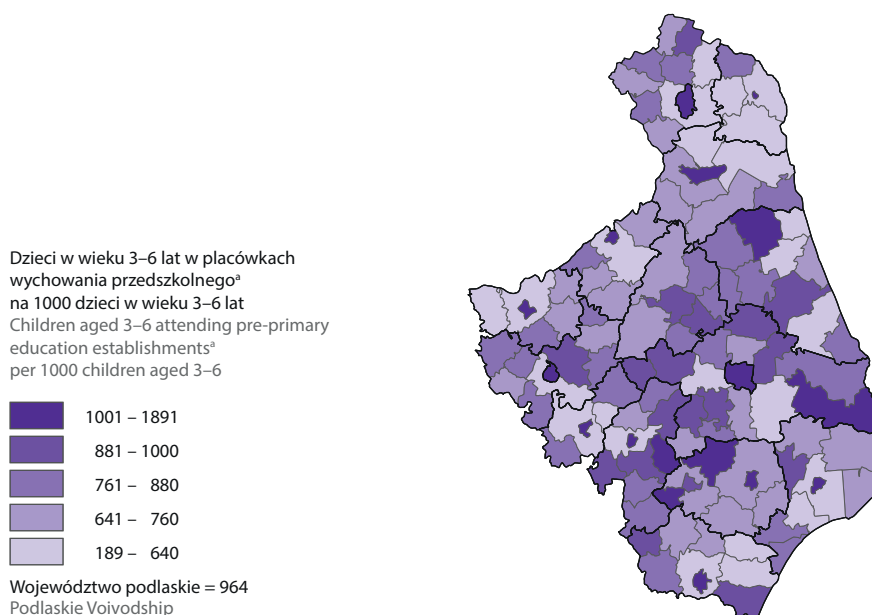 Dzieci w wieku 3–6 lat w placówkach
wychowania przedszkolnegoᵃ
na 1000 dzieci w wieku 3–6 lat
Children aged 3–6 attending pre-primary
education establishmentsᵃ
per 1000 children aged 3–6
1001 – 1891
881 – 1000
761 – 880
641 – 760
189 – 640
Województwo podlaskie = 964
Podlaskie Voivodship